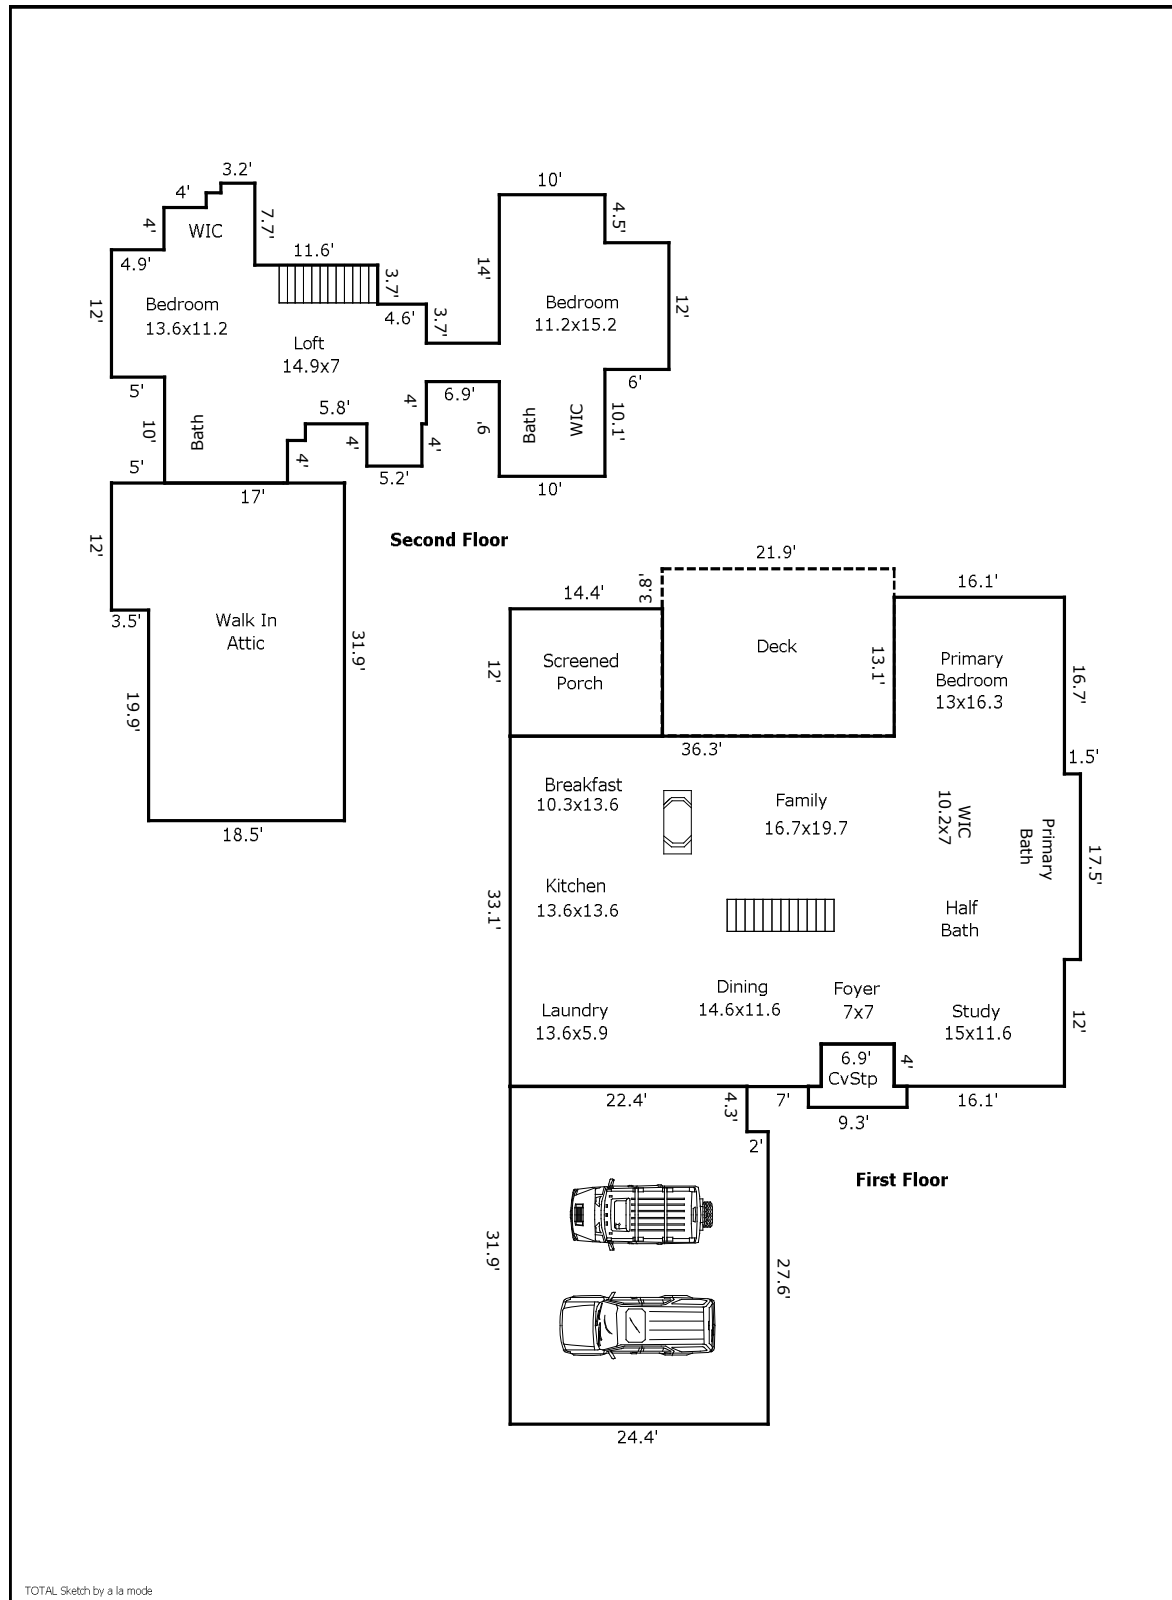 3.2'
4'
10'
4'
WIC
7.7'
4.5'
4.9'
11.6'
14'
3.7'
12'
Bedroom
13.6x11.2
Bedroom
11.2x15.2
12'
4.6'
3.7'
Loft
14.9x7
5'
6.9'
6'
5.8'
4'
10'
Bath
4'
4'
4'
9'
Bath
WIC
10.1'
5'
5.2'
17'
10'
12'
Second Floor
21.9'
3.5'
Walk In
Attic
31.9'
14.4'
3.8'
16.1'
12'
Screened
Porch
Deck
13.1'
Primary
Bedroom
13x16.3
16.7'
19.9'
36.3'
1.5'
Breakfast
10.3x13.6
Family
16.7x19.7
WIC
10.2x7
Primary
Bath
17.5'
18.5'
33.1'
Kitchen
13.6x13.6
Half
Bath
Laundry
13.6x5.9
Dining
14.6x11.6
Foyer
7x7
Study
15x11.6
12'
6.9'
4'
CvStp
22.4'
4.3'
7'
16.1'
9.3'
2'
First Floor
31.9'
27.6'
24.4'
TOTAL Sketch by a la mode